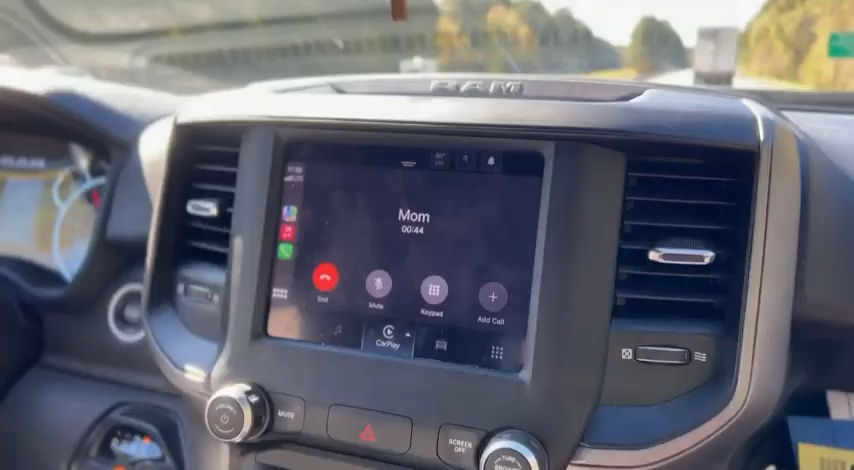 RAM
Mom
00:44
End
Mute
Keypad
Add Call
CarPlay
MUTE
SCREEN
OFF